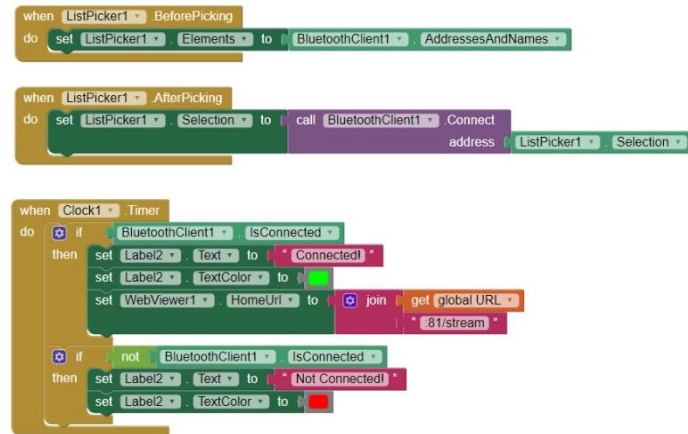 when ListPicker1 .BeforePicking
do set ListPicker1 . Elements to BluetoothClient1 . AddressesAndNames
when ListPicker1 .AfterPicking
do set ListPicker1 . Selection to call BluetoothClient1 .Connect
address ListPicker1 . Selection
when Clock1 .Timer
do if BluetoothClient1 . IsConnected
then set Label2 . Text to " Connected! "
set Label2 . TextColor to
set WebViewer1 . HomeUrl to join get global URL
" :81/stream "
if not BluetoothClient1 . IsConnected
then set Label2 . Text to " Not Connected! "
set Label2 . TextColor to